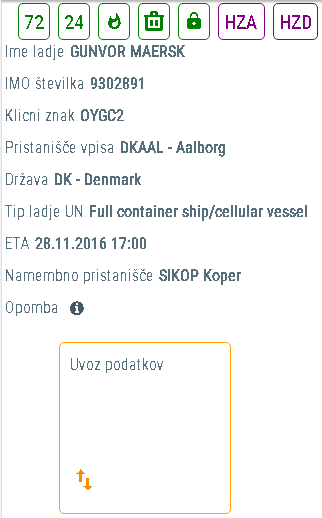 72 24 HZA HZD
Ime ladje GUNVOR MAERSK
IMO številka 9302891
Klicni znak OYGC2
Pristanišče vpisa DKAAL - Aalborg
Država DK - Denmark
Tip ladje UN Full container ship/cellular vessel
ETA 28.11.2016 17:00
Namembno pristanišče SIKOP Koper
Opomba
Uvoz podatkov